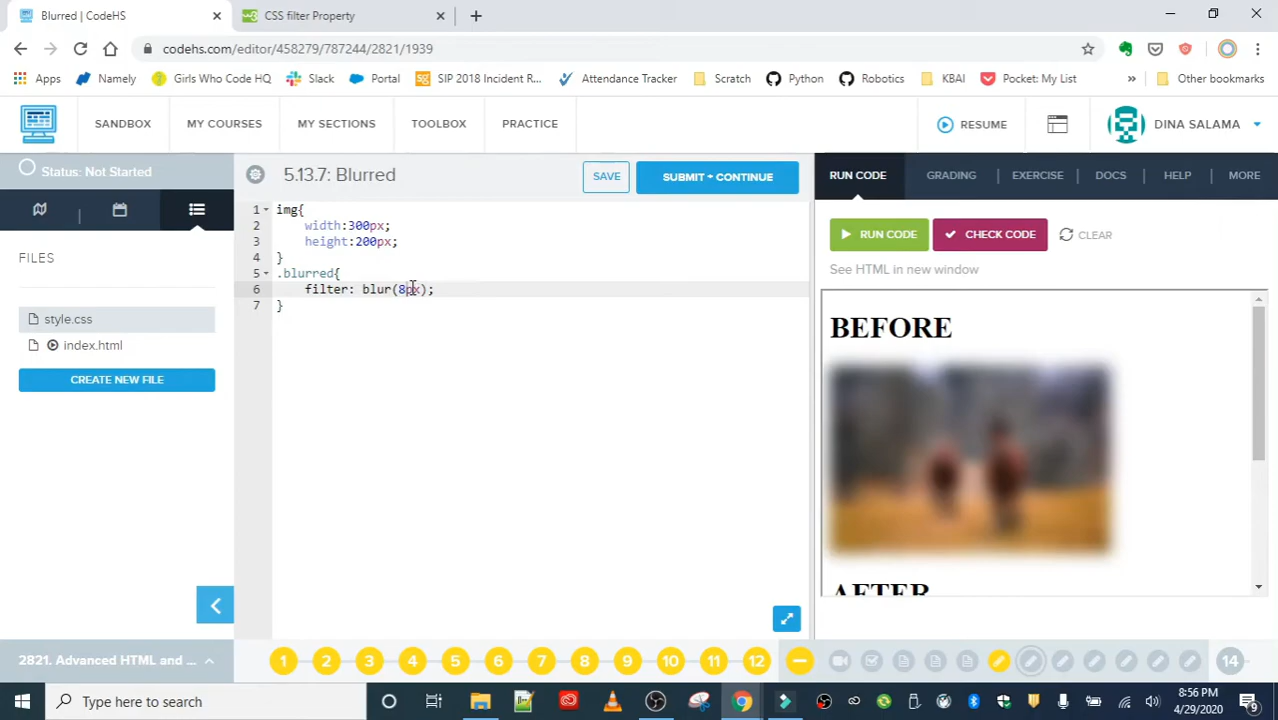 Blurred | CodeHS
CSS filter Property
codehs.com/editor/458279/787244/2821/1939
Apps Namely Girls Who Code HQ Slack Portal SIP 2018 Incident R... Attendance Tracker Scratch Python Robotics KBAI Pocket: My List » Other bookmarks
SANDBOX MY COURSES MY SECTIONS TOOLBOX PRACTICE RESUME DINA SALAMA
Status: Not Started
5.13.7: Blurred SAVE SUBMIT + CONTINUE
RUN CODE GRADING EXERCISE DOCS HELP MORE
FILES
style.css
index.html
CREATE NEW FILE
1 img{
2 width:300px;
3 height:200px;
4 }
5 .blurred{
6 filter: blur(8px);
7 }
RUN CODE CHECK CODE CLEAR
See HTML in new window
BEFORE
AFTER
2821. Advanced HTML and ...
1 2 3 4 5 6 7 8 9 10 11 12 14
Type here to search
8:56 PM
4/29/2020
9